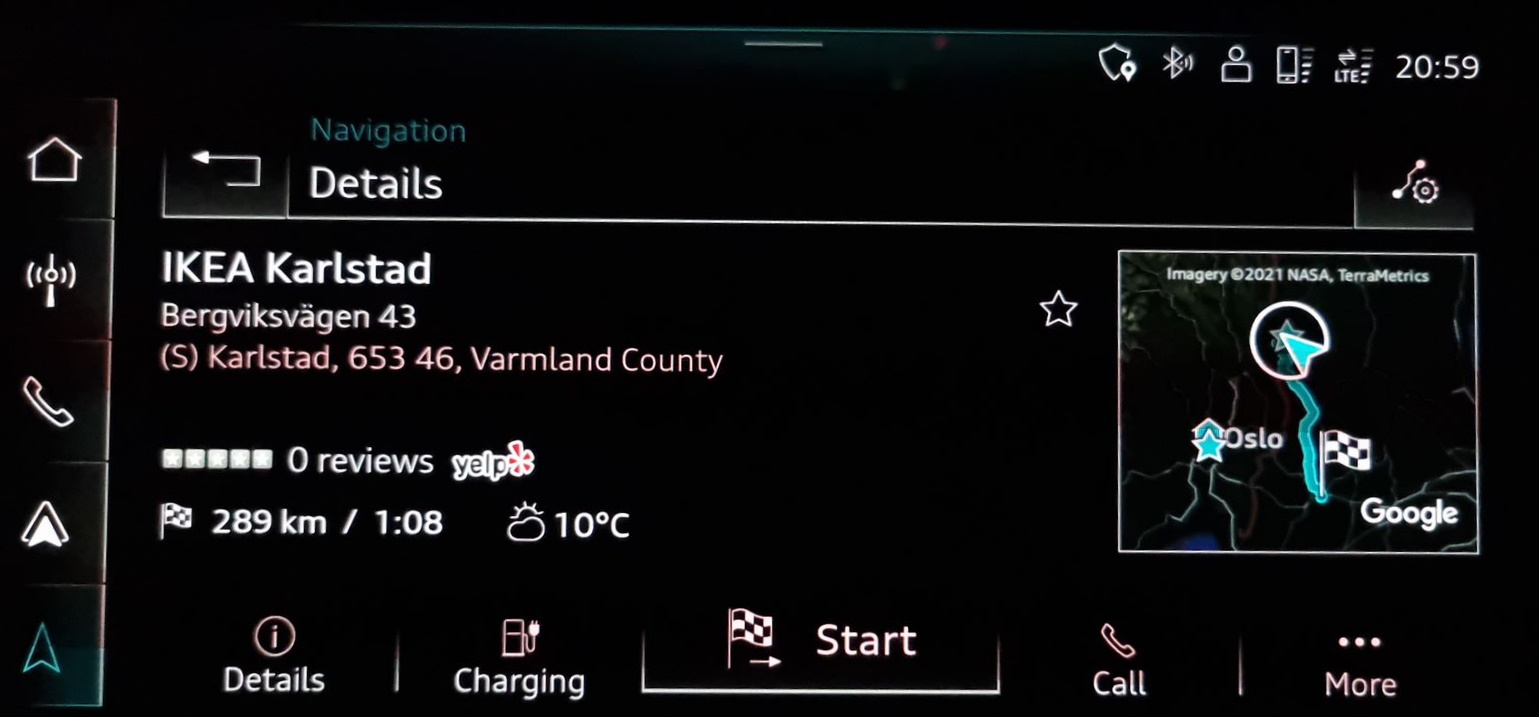 LTE
20:59
Navigation
Details
IKEA Karlstad
Bergviksvägen 43
(S) Karlstad, 653 46, Varmland County
0 reviews yelp
289 km / 1:08 10°C
Imagery ©2021 NASA, TerraMetrics
Oslo
Google
Details
Charging
Start
Call
More